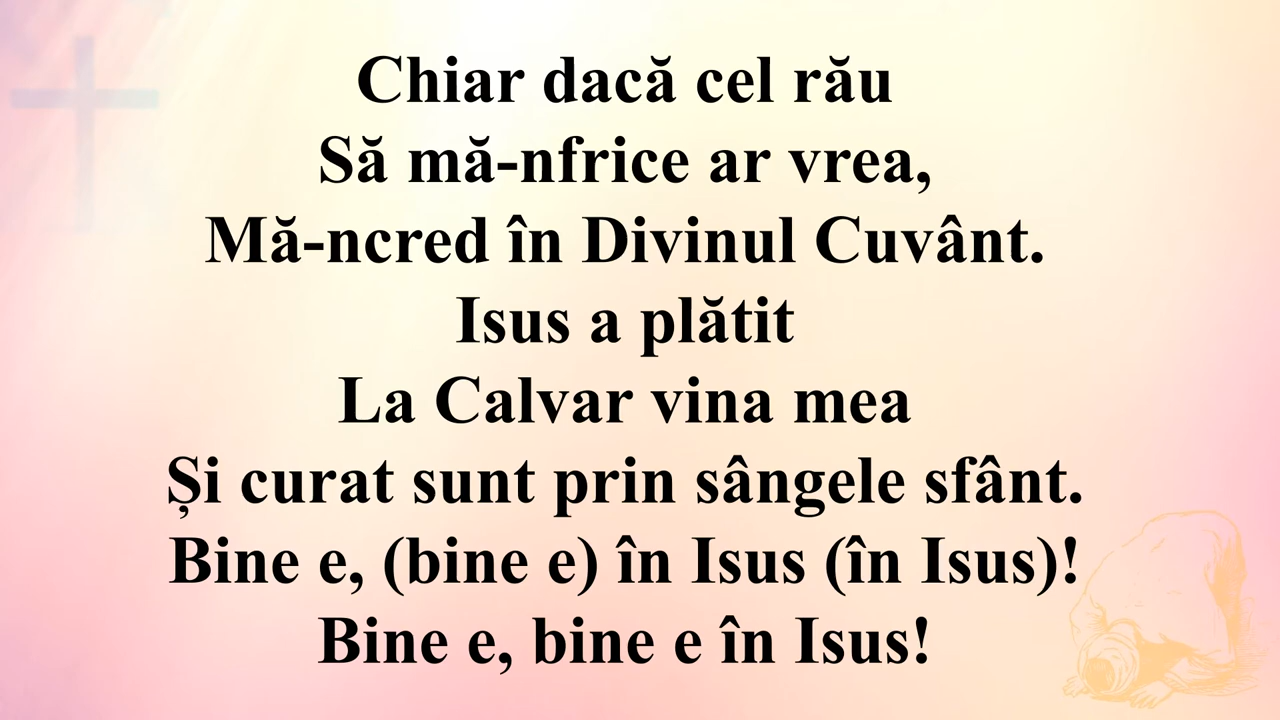 Chiar dacă cel rău
Să mă-nfrice ar vrea,
Mă-ncred în Divinul Cuvânt.
Isus a plătit
La Calvar vina mea
Și curat sunt prin sângele sfânt.
Bine e, (bine e) în Isus (în Isus)!
Bine e, bine e în Isus!